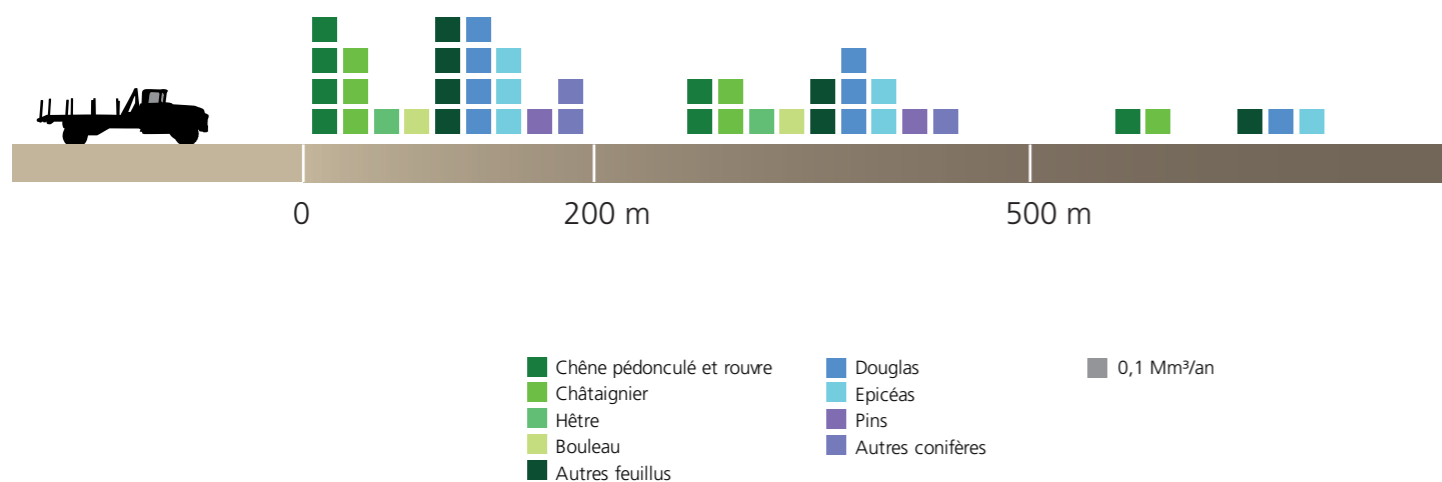 0
200 m
500 m
Chêne pédonculé et rouvre
Châtaignier
Hêtre
Bouleau
Autres feuillus
Douglas
Epicéas
Pins
Autres conifères
0,1 Mm³/an